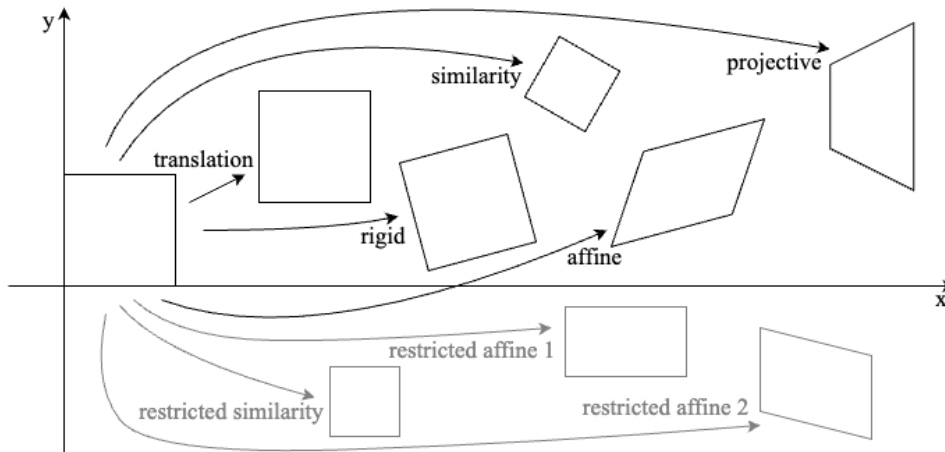 y
similarity
projective
translation
rigid
affine
x
restricted affine 1
restricted similarity
restricted affine 2